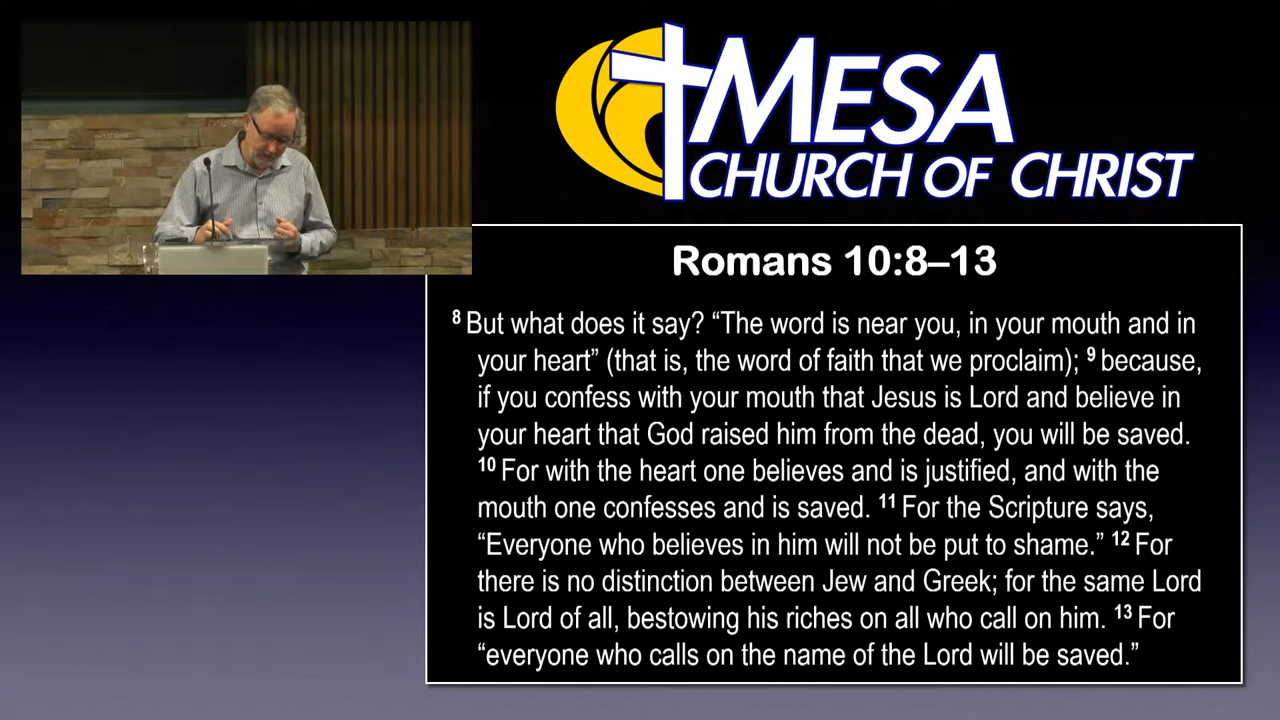 MESA
CHURCH OF CHRIST
Romans 10:8–13
8 But what does it say? “The word is near you, in your mouth and in
your heart” (that is, the word of faith that we proclaim); 9 because,
if you confess with your mouth that Jesus is Lord and believe in
your heart that God raised him from the dead, you will be saved.
10 For with the heart one believes and is justified, and with the
mouth one confesses and is saved. 11 For the Scripture says,
“Everyone who believes in him will not be put to shame.” 12 For
there is no distinction between Jew and Greek; for the same Lord
is Lord of all, bestowing his riches on all who call on him. 13 For
“everyone who calls on the name of the Lord will be saved.”